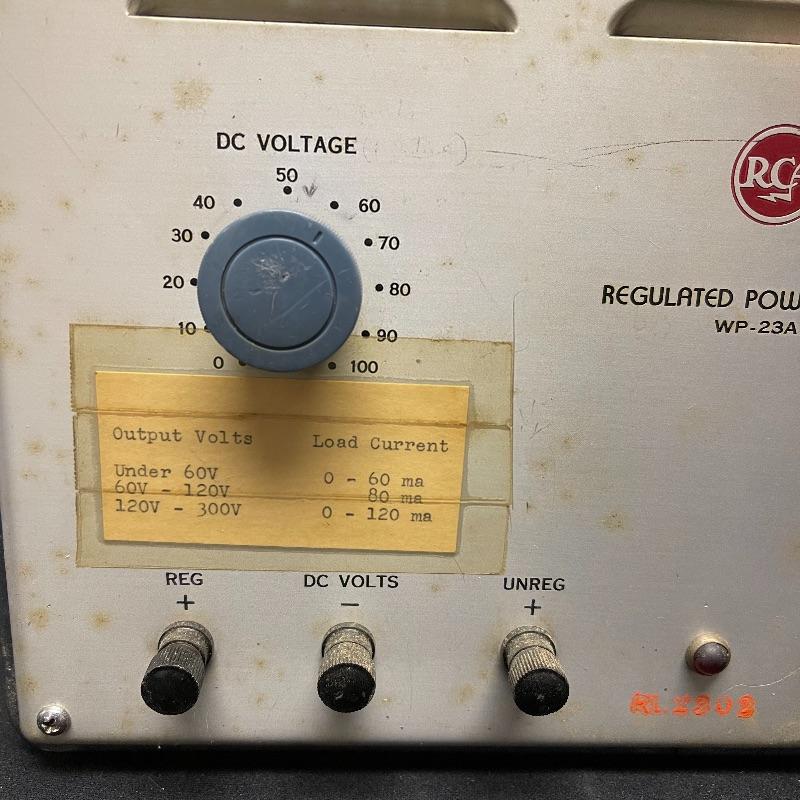 DC VOLTAGE
50
40
60
30
70
20
80
10
90
0
100
RCA
REGULATED POW
WP-23A
Output Volts Load Current
Under 60V 0 - 60 ma
60V - 120V 80 ma
120V - 300V 0 - 120 ma
REG DC VOLTS UNREG
+ − +